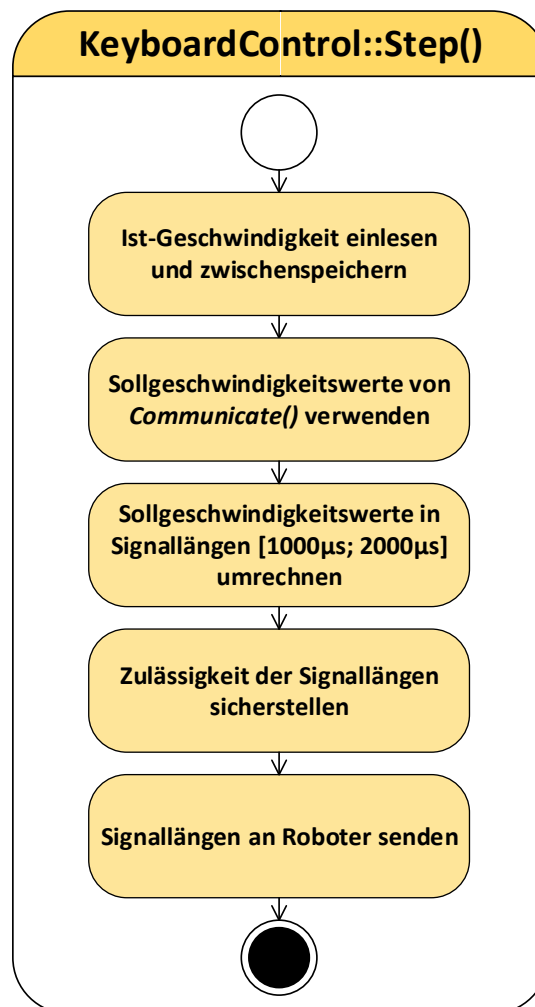 KeyboardControl::Step()
Ist-Geschwindigkeit einlesen
und zwischenspeichern
Sollgeschwindigkeitswerte von
Communicate() verwenden
Sollgeschwindigkeitswerte in
Signallängen [1000µs; 2000µs]
umrechnen
Zulässigkeit der Signallängen
sicherstellen
Signallängen an Roboter senden